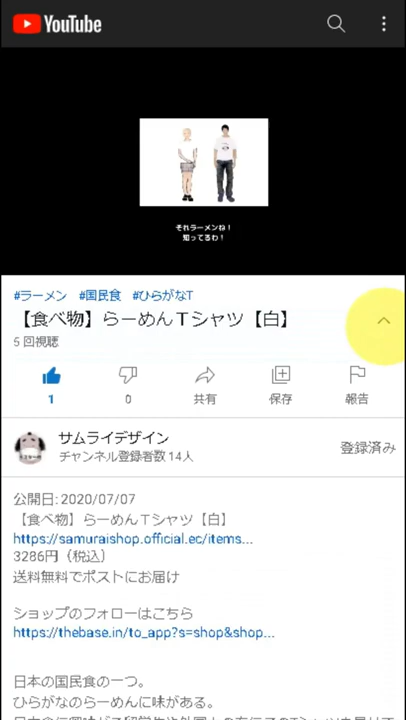 YouTube
それラーメンね！
知ってるわ！
#ラーメン #国民食 #ひらがなT
【食べ物】らーめんＴシャツ【白】
5 回視聴
1
0
共有
保存
報告
サムライデザイン
チャンネル登録者数 14人
登録済み
公開日: 2020/07/07
【食べ物】らーめんＴシャツ【白】
https://samuraishop.official.ec/items...
3286円（税込）
送料無料でポストにお届け
ショップのフォローはこちら
https://thebase.in/to_app?s=shop&shop...
日本の国民食の一つ。
ひらがなのらーめんに味がある。